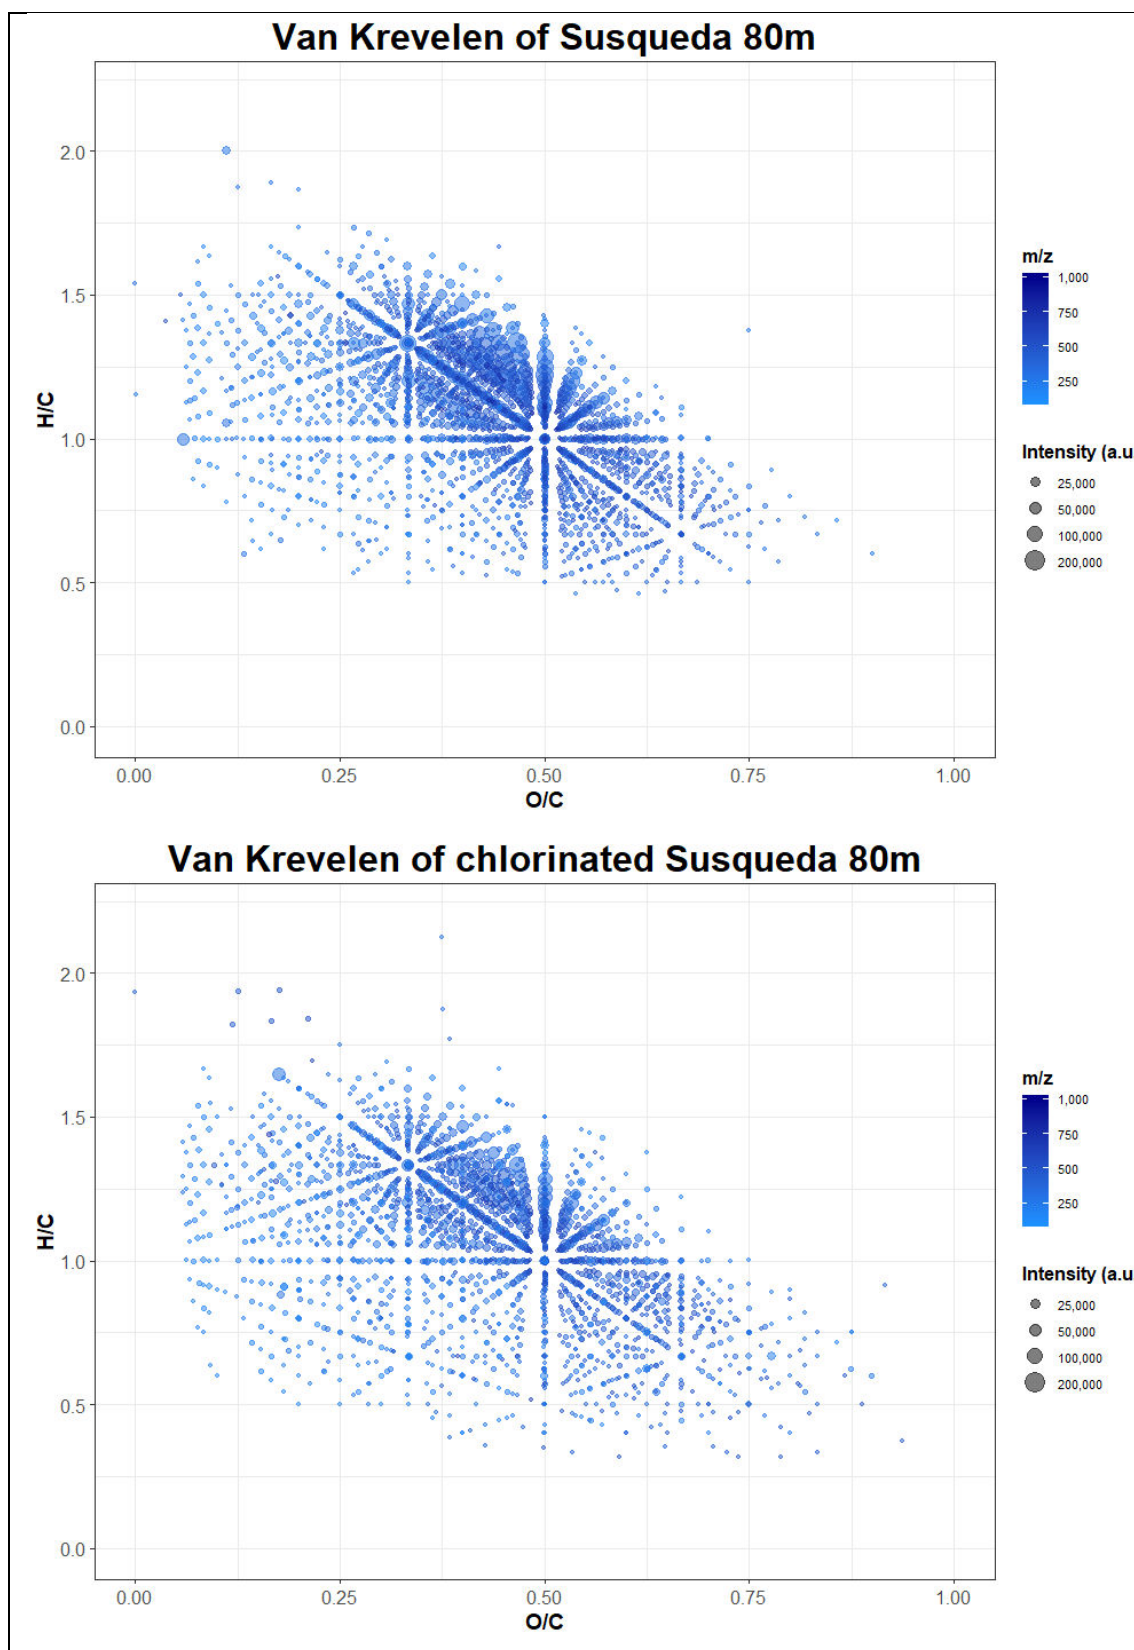 Van Krevelen of Susqueda 80m
2.0
1.5
1.0
0.5
0.0
H/C
0.00 0.25 0.50 0.75 1.00
O/C
m/z
1,000
750
500
250
Intensity (a.u
25,000
50,000
100,000
200,000
Van Krevelen of chlorinated Susqueda 80m
2.0
1.5
1.0
0.5
0.0
H/C
0.00 0.25 0.50 0.75 1.00
O/C
m/z
1,000
750
500
250
Intensity (a.u
25,000
50,000
100,000
200,000